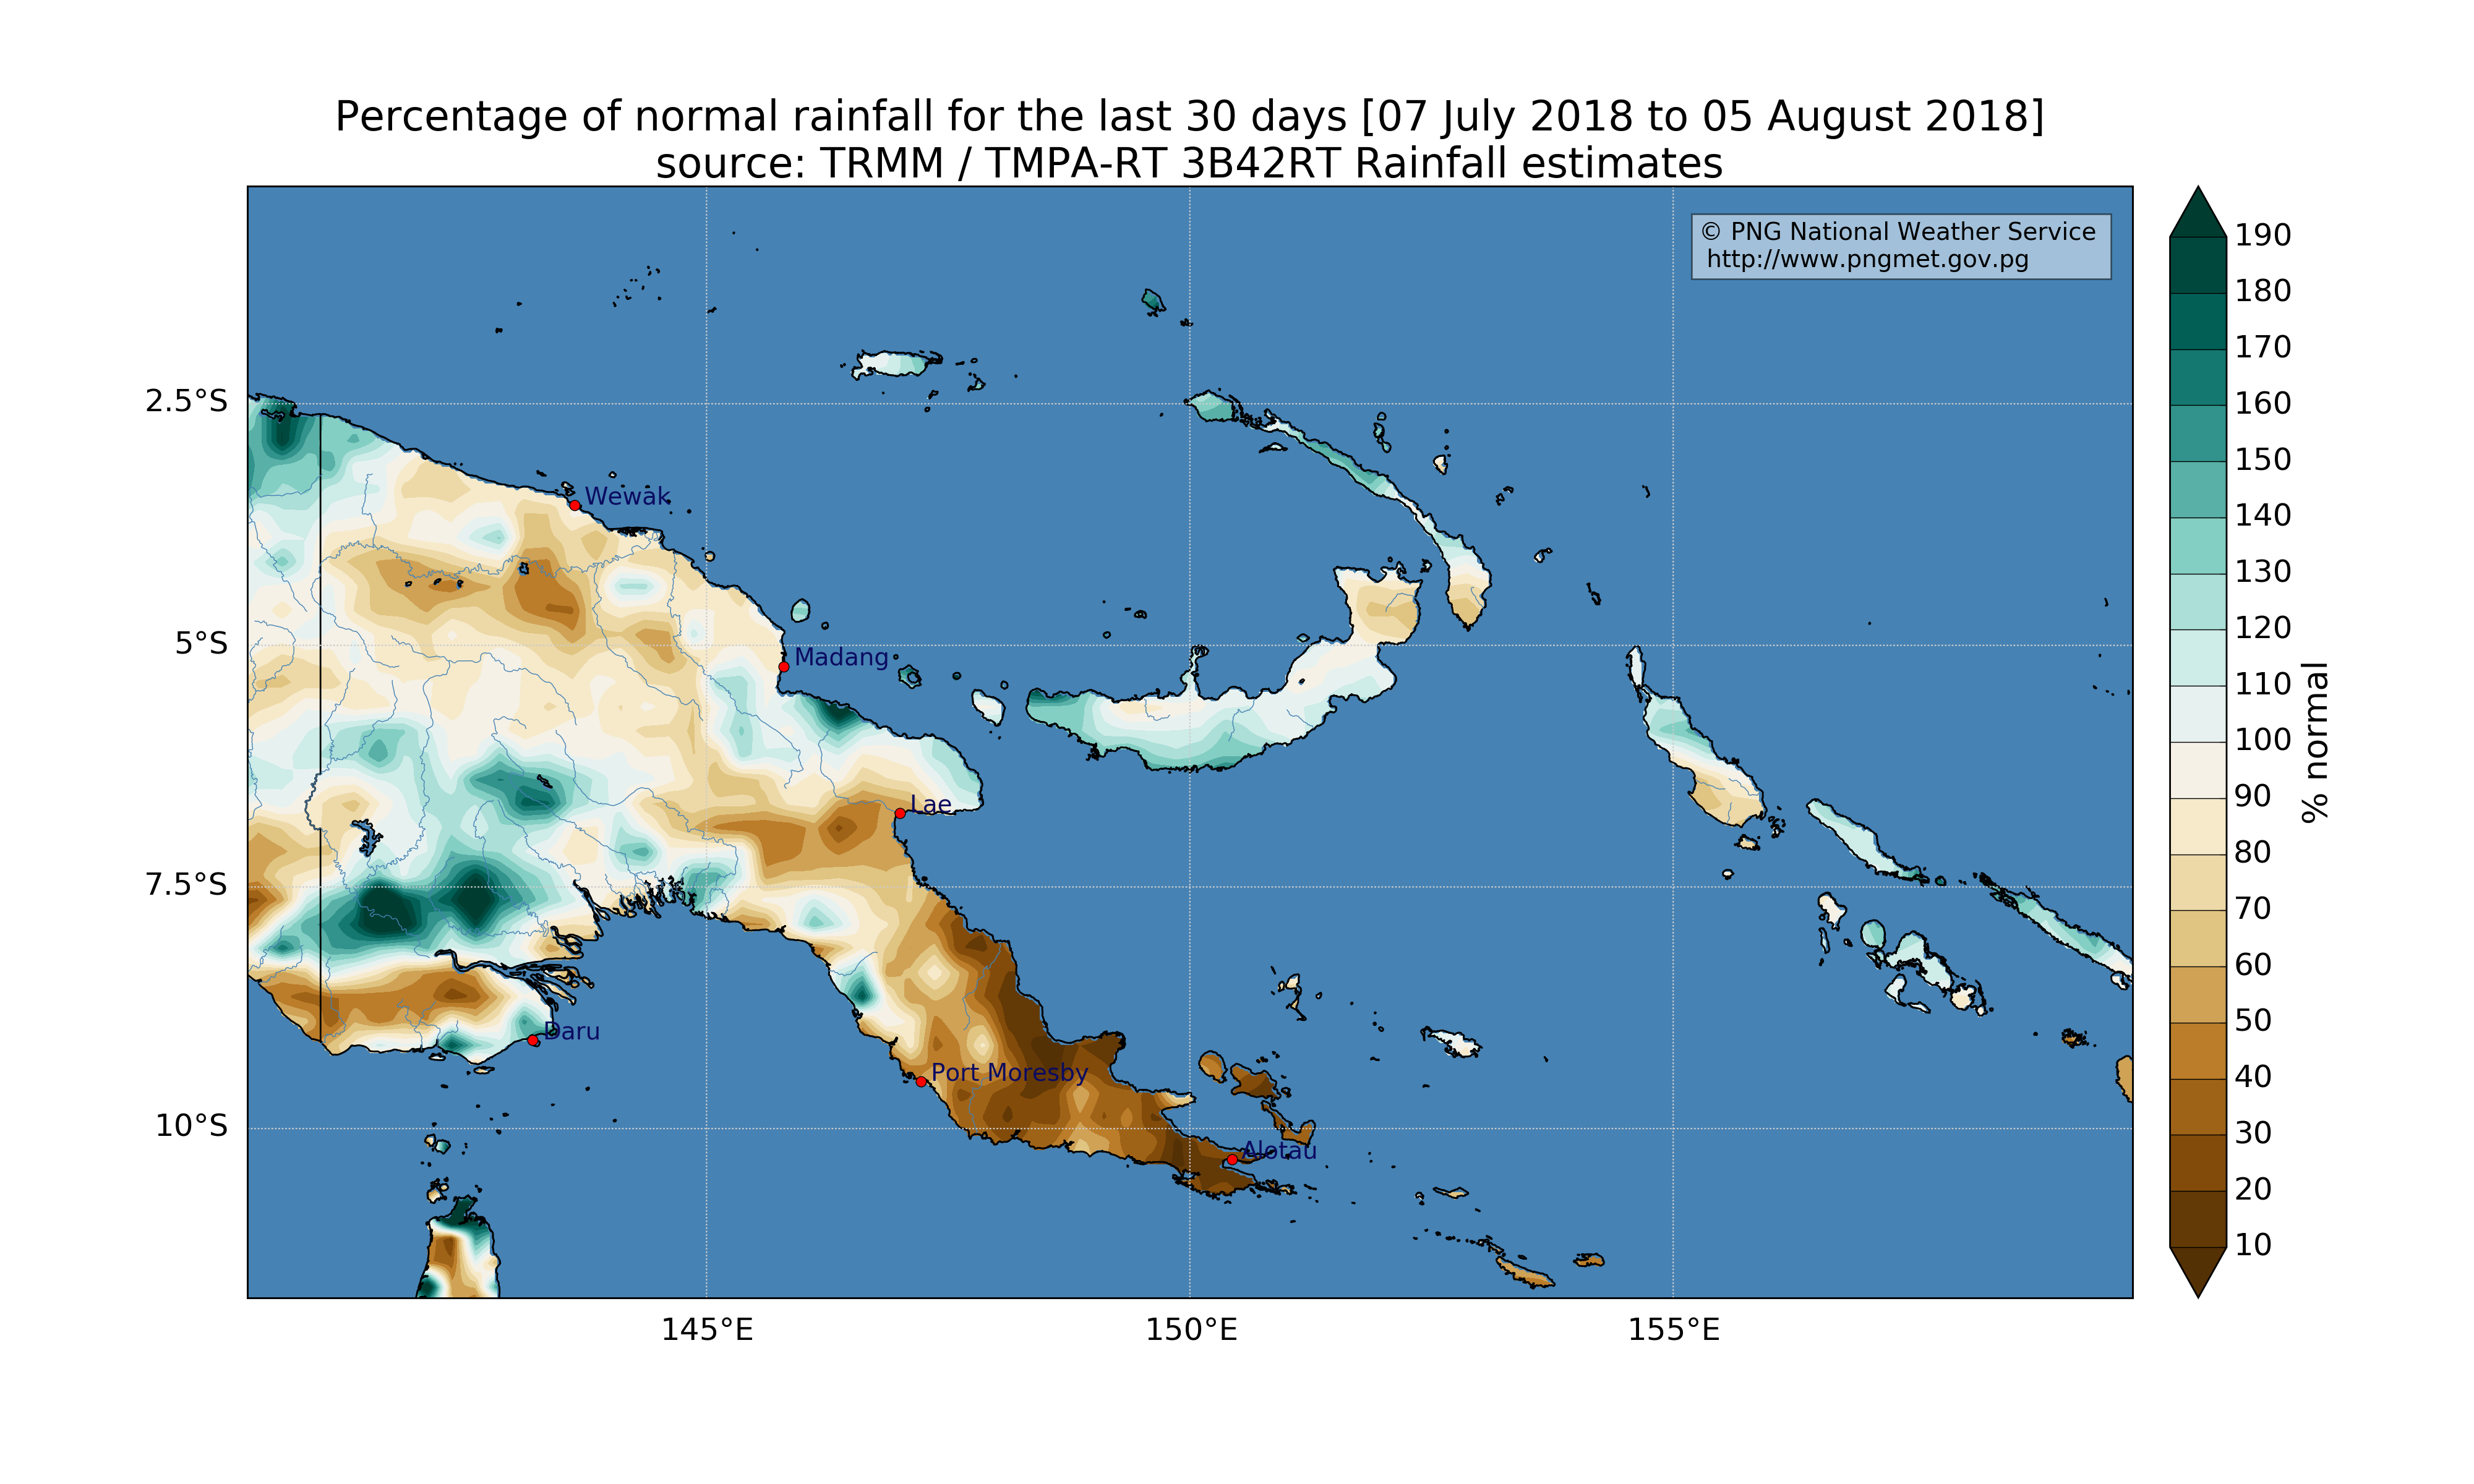 Percentage of normal rainfall for the last 30 days [07 July 2018 to 05 August 2018]
source: TRMM / TMPA-RT 3B42RT Rainfall estimates
© PNG National Weather Service
http://www.pngmet.gov.pg
190
180
170
160
150
140
130
120
110
100
90
80
70
60
50
40
30
20
10
% normal
2.5°S
5°S
7.5°S
10°S
Wewak
Madang
Lae
Daru
Port Moresby
Alotau
145°E
150°E
155°E